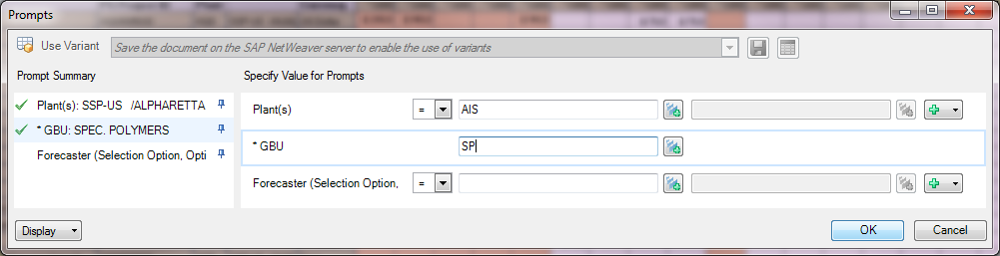 Prompts
Use Variant
Save the document on the SAP NetWeaver server to enable the use of variants
Prompt Summary
Specify Value for Prompts
Plant(s): SSP-US /ALPHARETTA
* GBU: SPEC. POLYMERS
Forecaster (Selection Option, Opti
Plant(s) = AIS
* GBU SP
Forecaster (Selection Option, =
Display
OK
Cancel